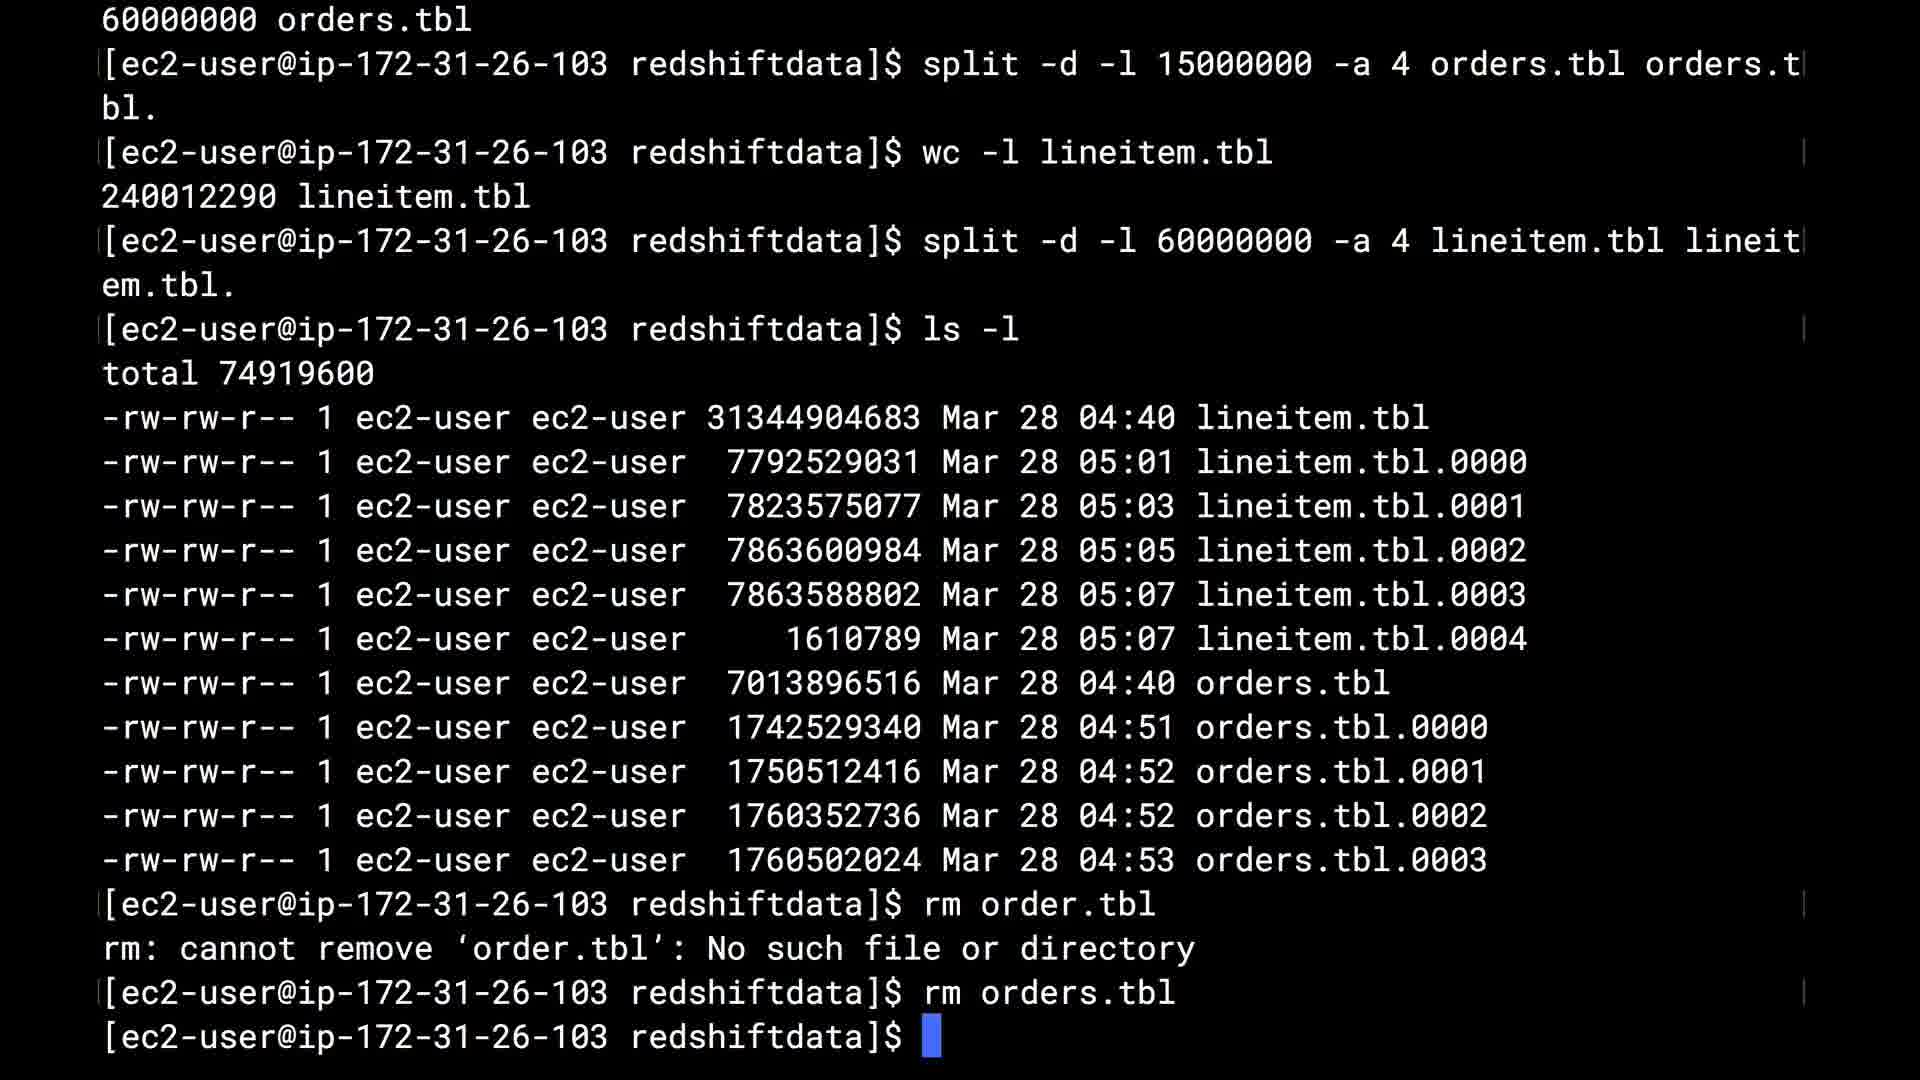 60000000 orders.tbl
[ec2-user@ip-172-31-26-103 redshiftdata]$ split -d -l 15000000 -a 4 orders.tbl orders.t
bl.
[ec2-user@ip-172-31-26-103 redshiftdata]$ wc -l lineitem.tbl
240012290 lineitem.tbl
[ec2-user@ip-172-31-26-103 redshiftdata]$ split -d -l 60000000 -a 4 lineitem.tbl lineit
em.tbl.
[ec2-user@ip-172-31-26-103 redshiftdata]$ ls -l
total 74919600
-rw-rw-r-- 1 ec2-user ec2-user 31344904683 Mar 28 04:40 lineitem.tbl
-rw-rw-r-- 1 ec2-user ec2-user  7792529031 Mar 28 05:01 lineitem.tbl.0000
-rw-rw-r-- 1 ec2-user ec2-user  7823575077 Mar 28 05:03 lineitem.tbl.0001
-rw-rw-r-- 1 ec2-user ec2-user  7863600984 Mar 28 05:05 lineitem.tbl.0002
-rw-rw-r-- 1 ec2-user ec2-user  7863588802 Mar 28 05:07 lineitem.tbl.0003
-rw-rw-r-- 1 ec2-user ec2-user     1610789 Mar 28 05:07 lineitem.tbl.0004
-rw-rw-r-- 1 ec2-user ec2-user  7013896516 Mar 28 04:40 orders.tbl
-rw-rw-r-- 1 ec2-user ec2-user  1742529340 Mar 28 04:51 orders.tbl.0000
-rw-rw-r-- 1 ec2-user ec2-user  1750512416 Mar 28 04:52 orders.tbl.0001
-rw-rw-r-- 1 ec2-user ec2-user  1760352736 Mar 28 04:52 orders.tbl.0002
-rw-rw-r-- 1 ec2-user ec2-user  1760502024 Mar 28 04:53 orders.tbl.0003
[ec2-user@ip-172-31-26-103 redshiftdata]$ rm order.tbl
rm: cannot remove ‘order.tbl’: No such file or directory
[ec2-user@ip-172-31-26-103 redshiftdata]$ rm orders.tbl
[ec2-user@ip-172-31-26-103 redshiftdata]$